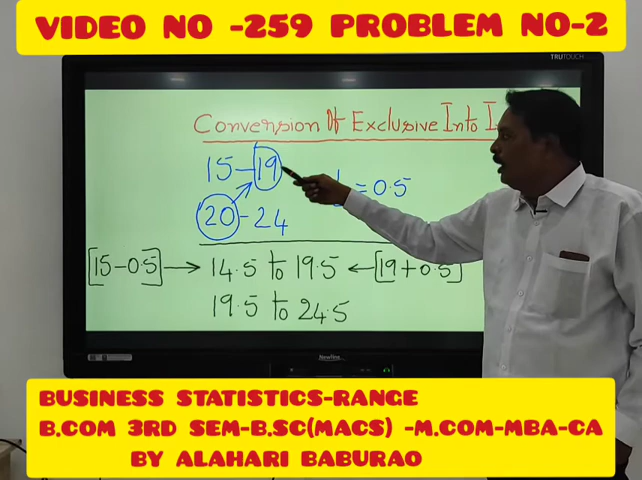 VIDEO NO -259 PROBLEM NO-2
TRUTOUCH
Conversion Of Exclusive Into I
15-19
= 0.5
20-24
[15-0.5] → 14.5 to 19.5 ← [19+0.5]
19.5 to 24.5
Newline
BUSINESS STATISTICS-RANGE
B.COM 3RD SEM-B.SC(MACS) -M.COM-MBA-CA
BY ALAHARI BABURAO